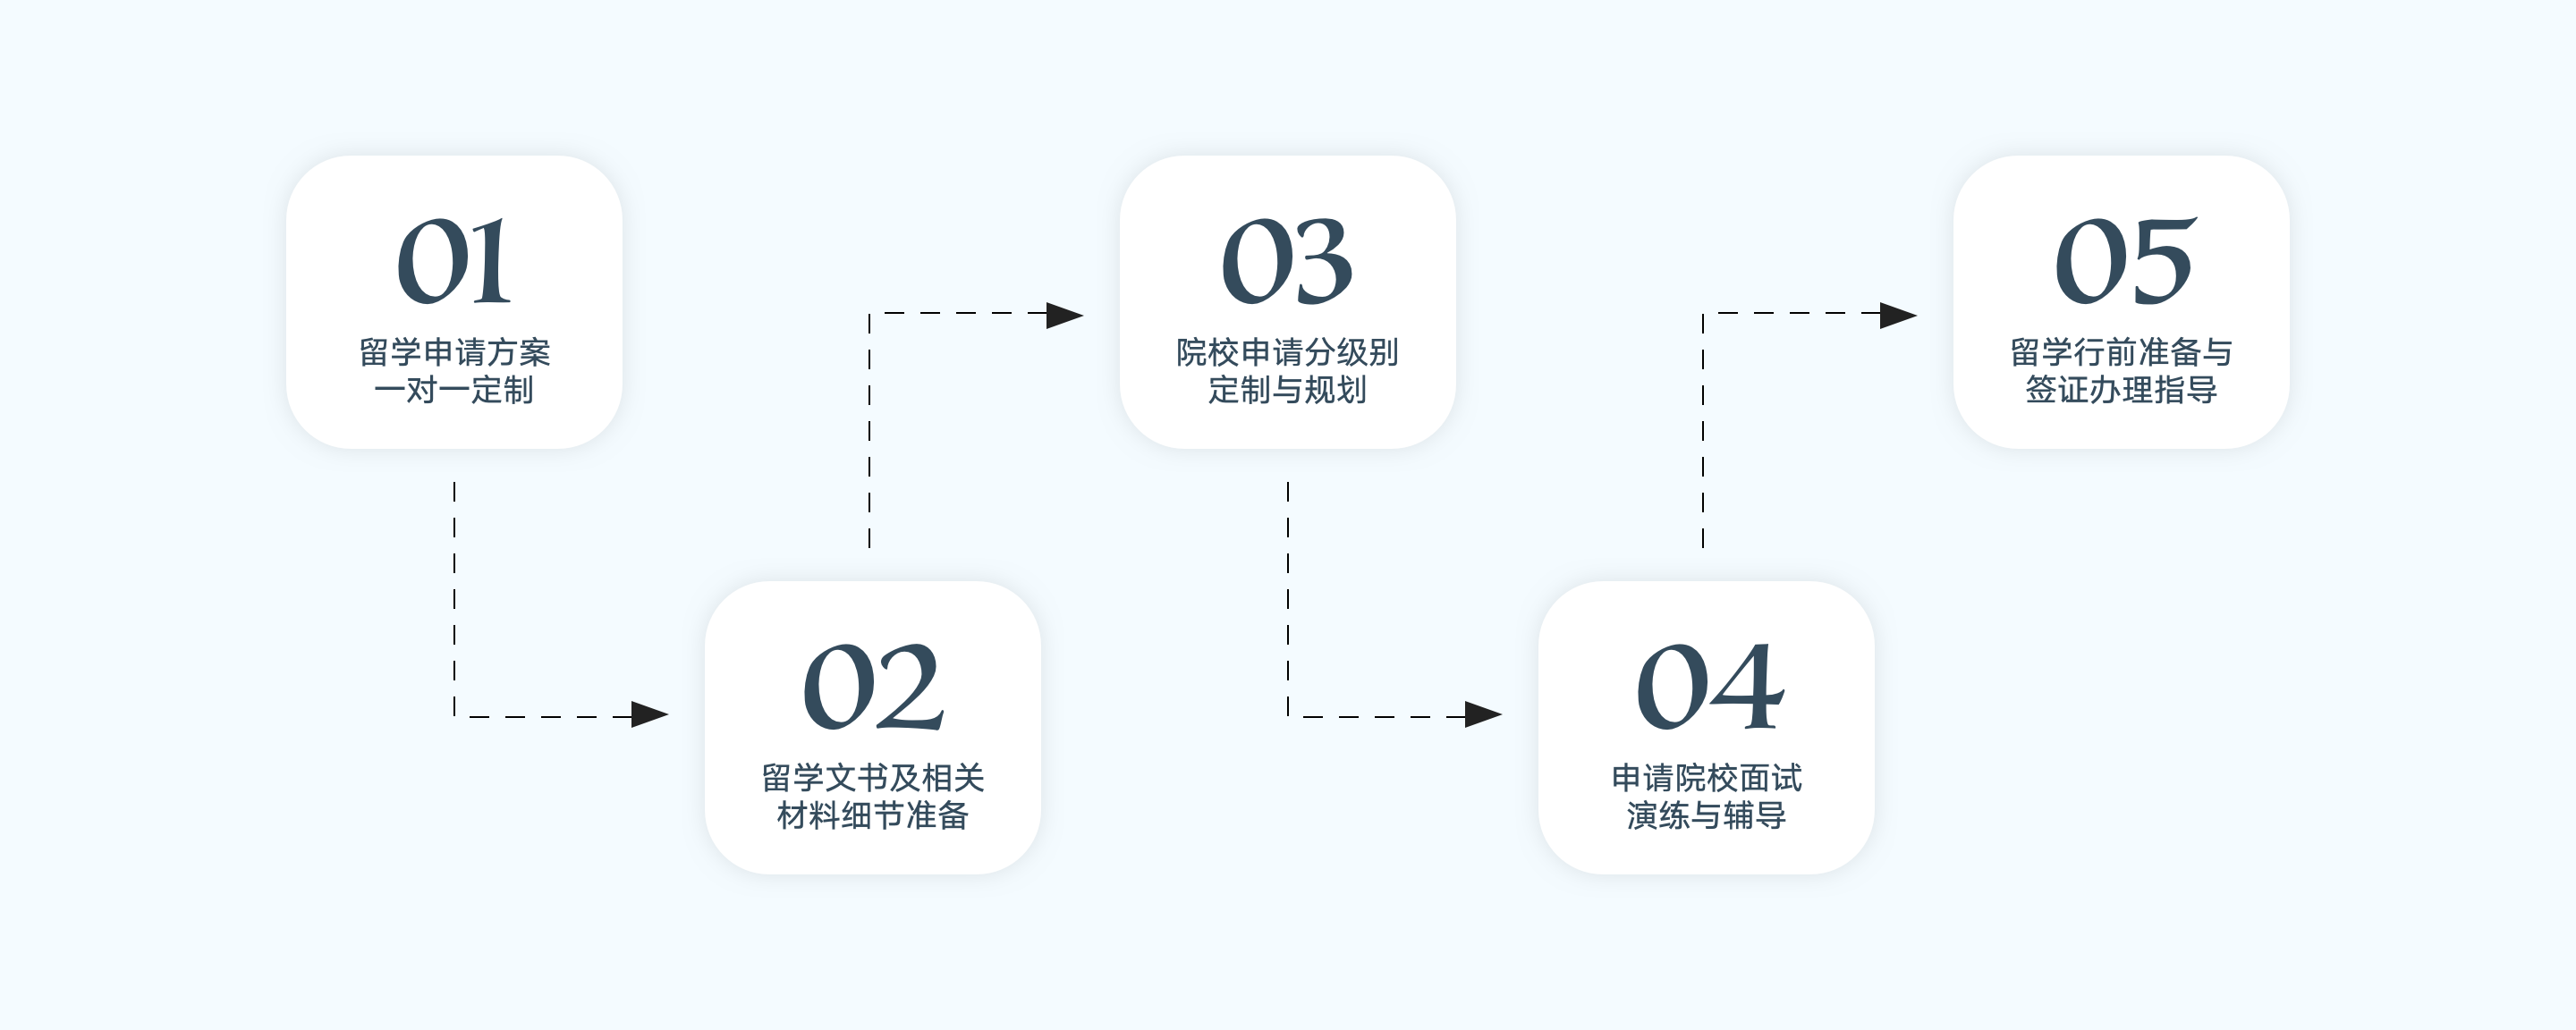 01
留学申请方案
一对一定制
02
留学文书及相关
材料细节准备
03
院校申请分级别
定制与规划
04
申请院校面试
演练与辅导
05
留学行前准备与
签证办理指导